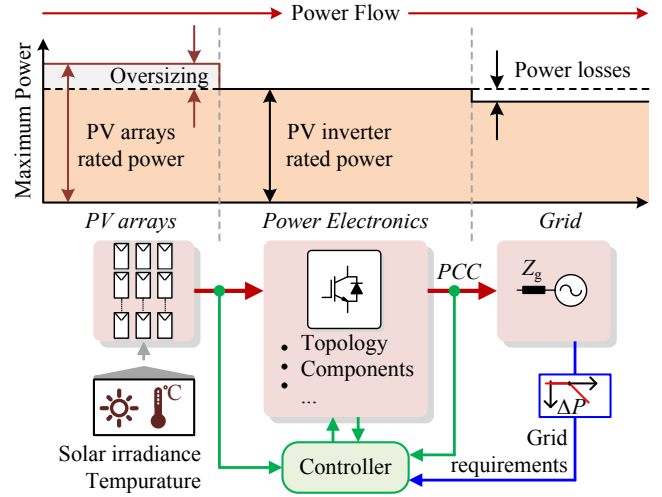 Power Flow
Maximum Power
Oversizing
Power losses
PV arrays
rated power
PV inverter
rated power
PV arrays
Power Electronics
Grid
PCC
Zg
• Topology
• Components
• ...
°C
ΔP
Solar irradiance
Tempurature
Controller
Grid
requirements